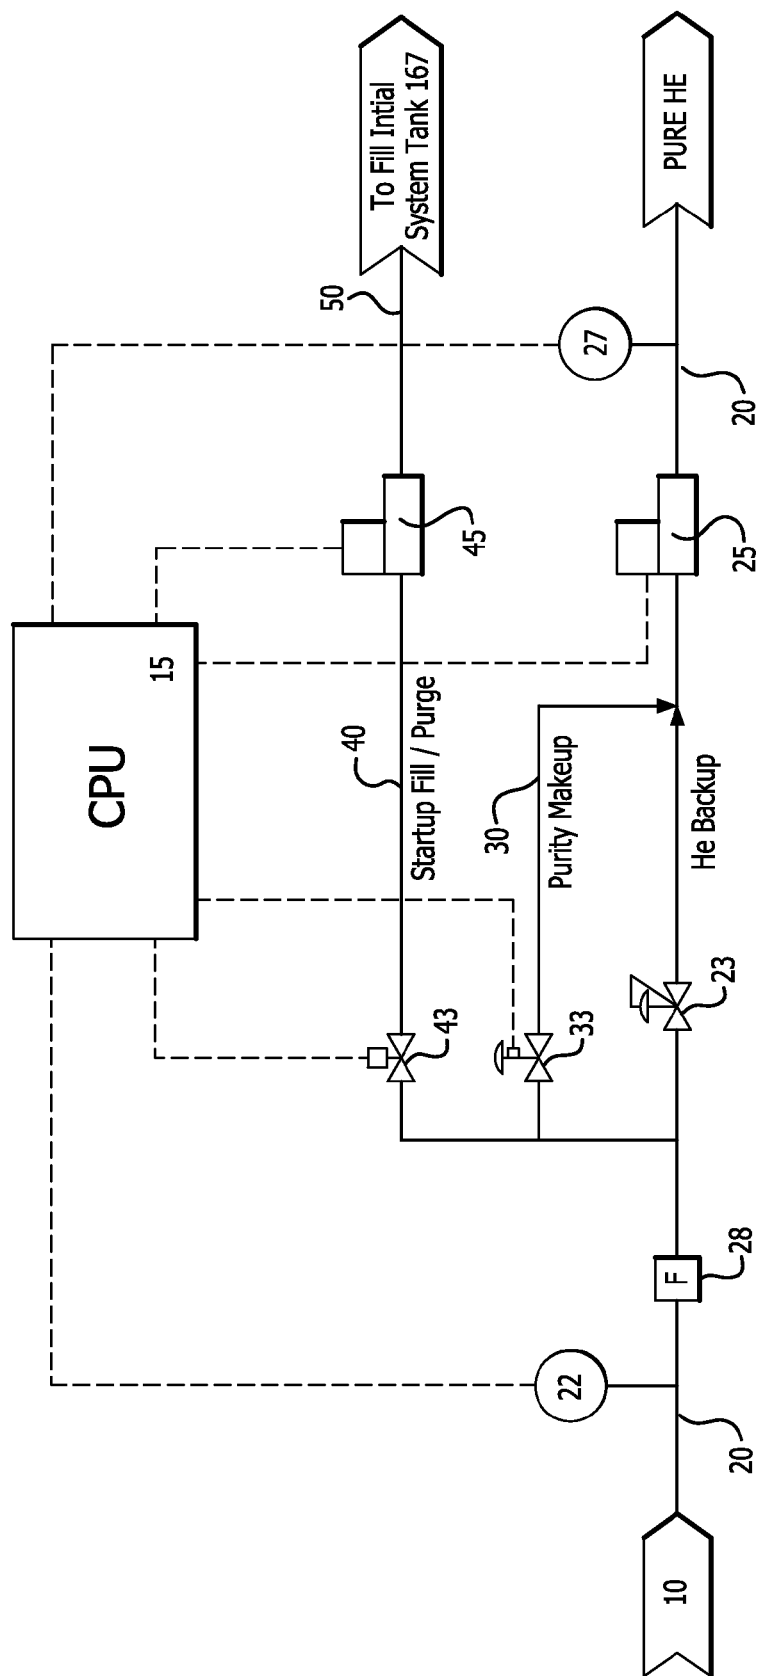 CPU
15
To Fill Intial
System Tank 167
50
40
Startup Fill / Purge
45
43
30
Purity Makeup
33
27
22
PURE HE
20
25
He Backup
23
F
28
20
10